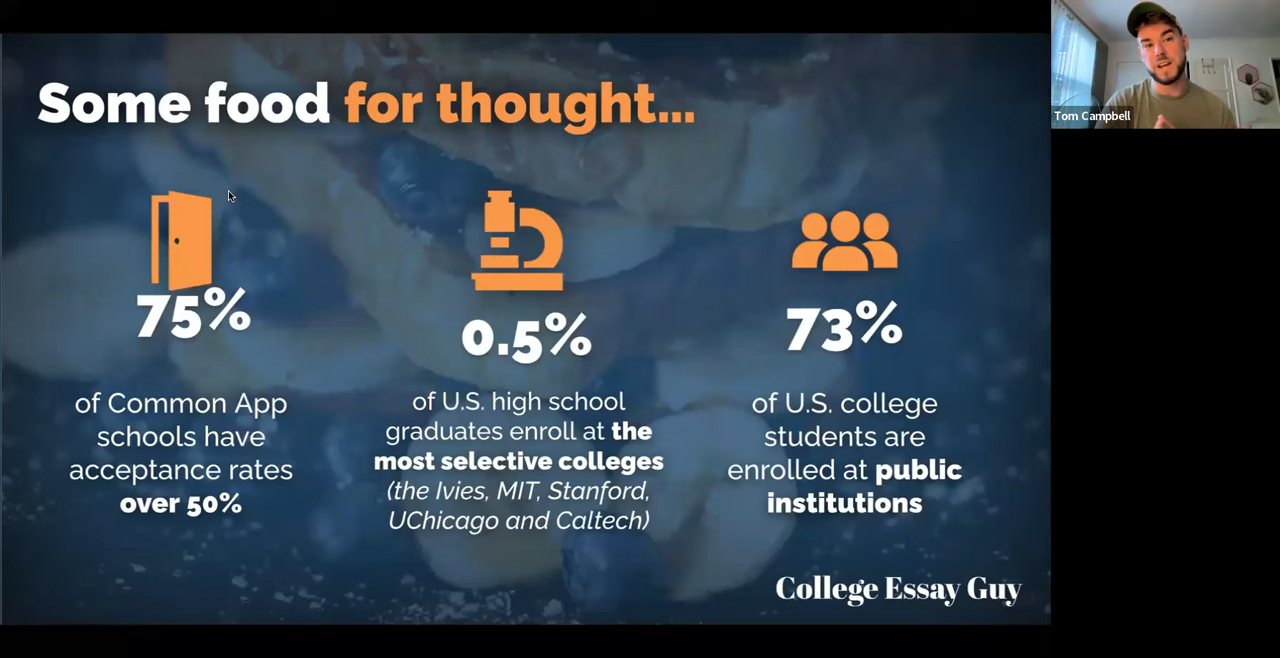 Some food for thought...
75%
of Common App
schools have
acceptance rates
over 50%
0.5%
of U.S. high school
graduates enroll at the
most selective colleges
(the Ivies, MIT, Stanford,
UChicago and Caltech)
73%
of U.S. college
students are
enrolled at public
institutions
College Essay Guy
Tom Campbell